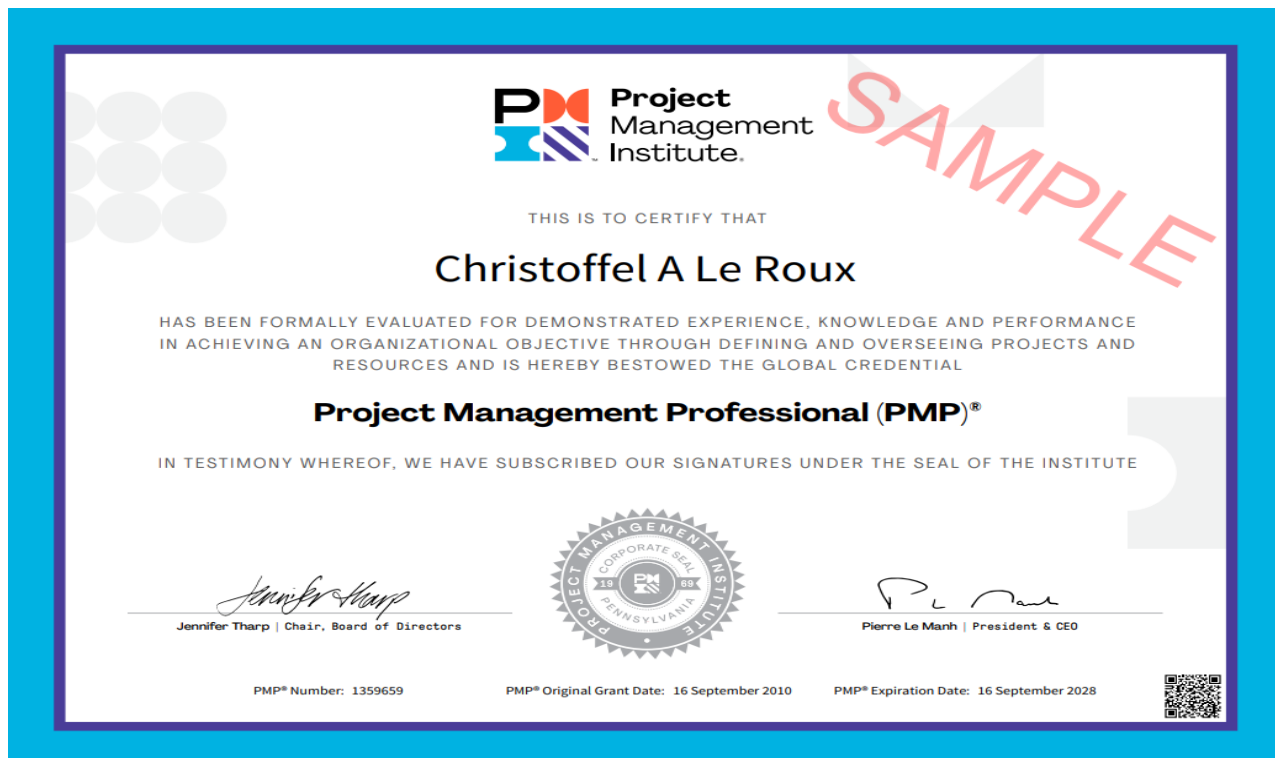 PM
Project
Management
Institute.
SAMPLE
THIS IS TO CERTIFY THAT
Christoffel A Le Roux
HAS BEEN FORMALLY EVALUATED FOR DEMONSTRATED EXPERIENCE, KNOWLEDGE AND PERFORMANCE
IN ACHIEVING AN ORGANIZATIONAL OBJECTIVE THROUGH DEFINING AND OVERSEEING PROJECTS AND
RESOURCES AND IS HEREBY BESTOWED THE GLOBAL CREDENTIAL
Project Management Professional (PMP)®
IN TESTIMONY WHEREOF, WE HAVE SUBSCRIBED OUR SIGNATURES UNDER THE SEAL OF THE INSTITUTE
PROJECT MANAGEMENT INSTITUTE
CORPORATE SEAL
19 PMI 69
PENNSYLVANIA
Jennifer Tharp
Jennifer Tharp | Chair, Board of Directors
Pierre Le Manh | President & CEO
PMP® Number: 1359659
PMP® Original Grant Date: 16 September 2010
PMP® Expiration Date: 16 September 2028